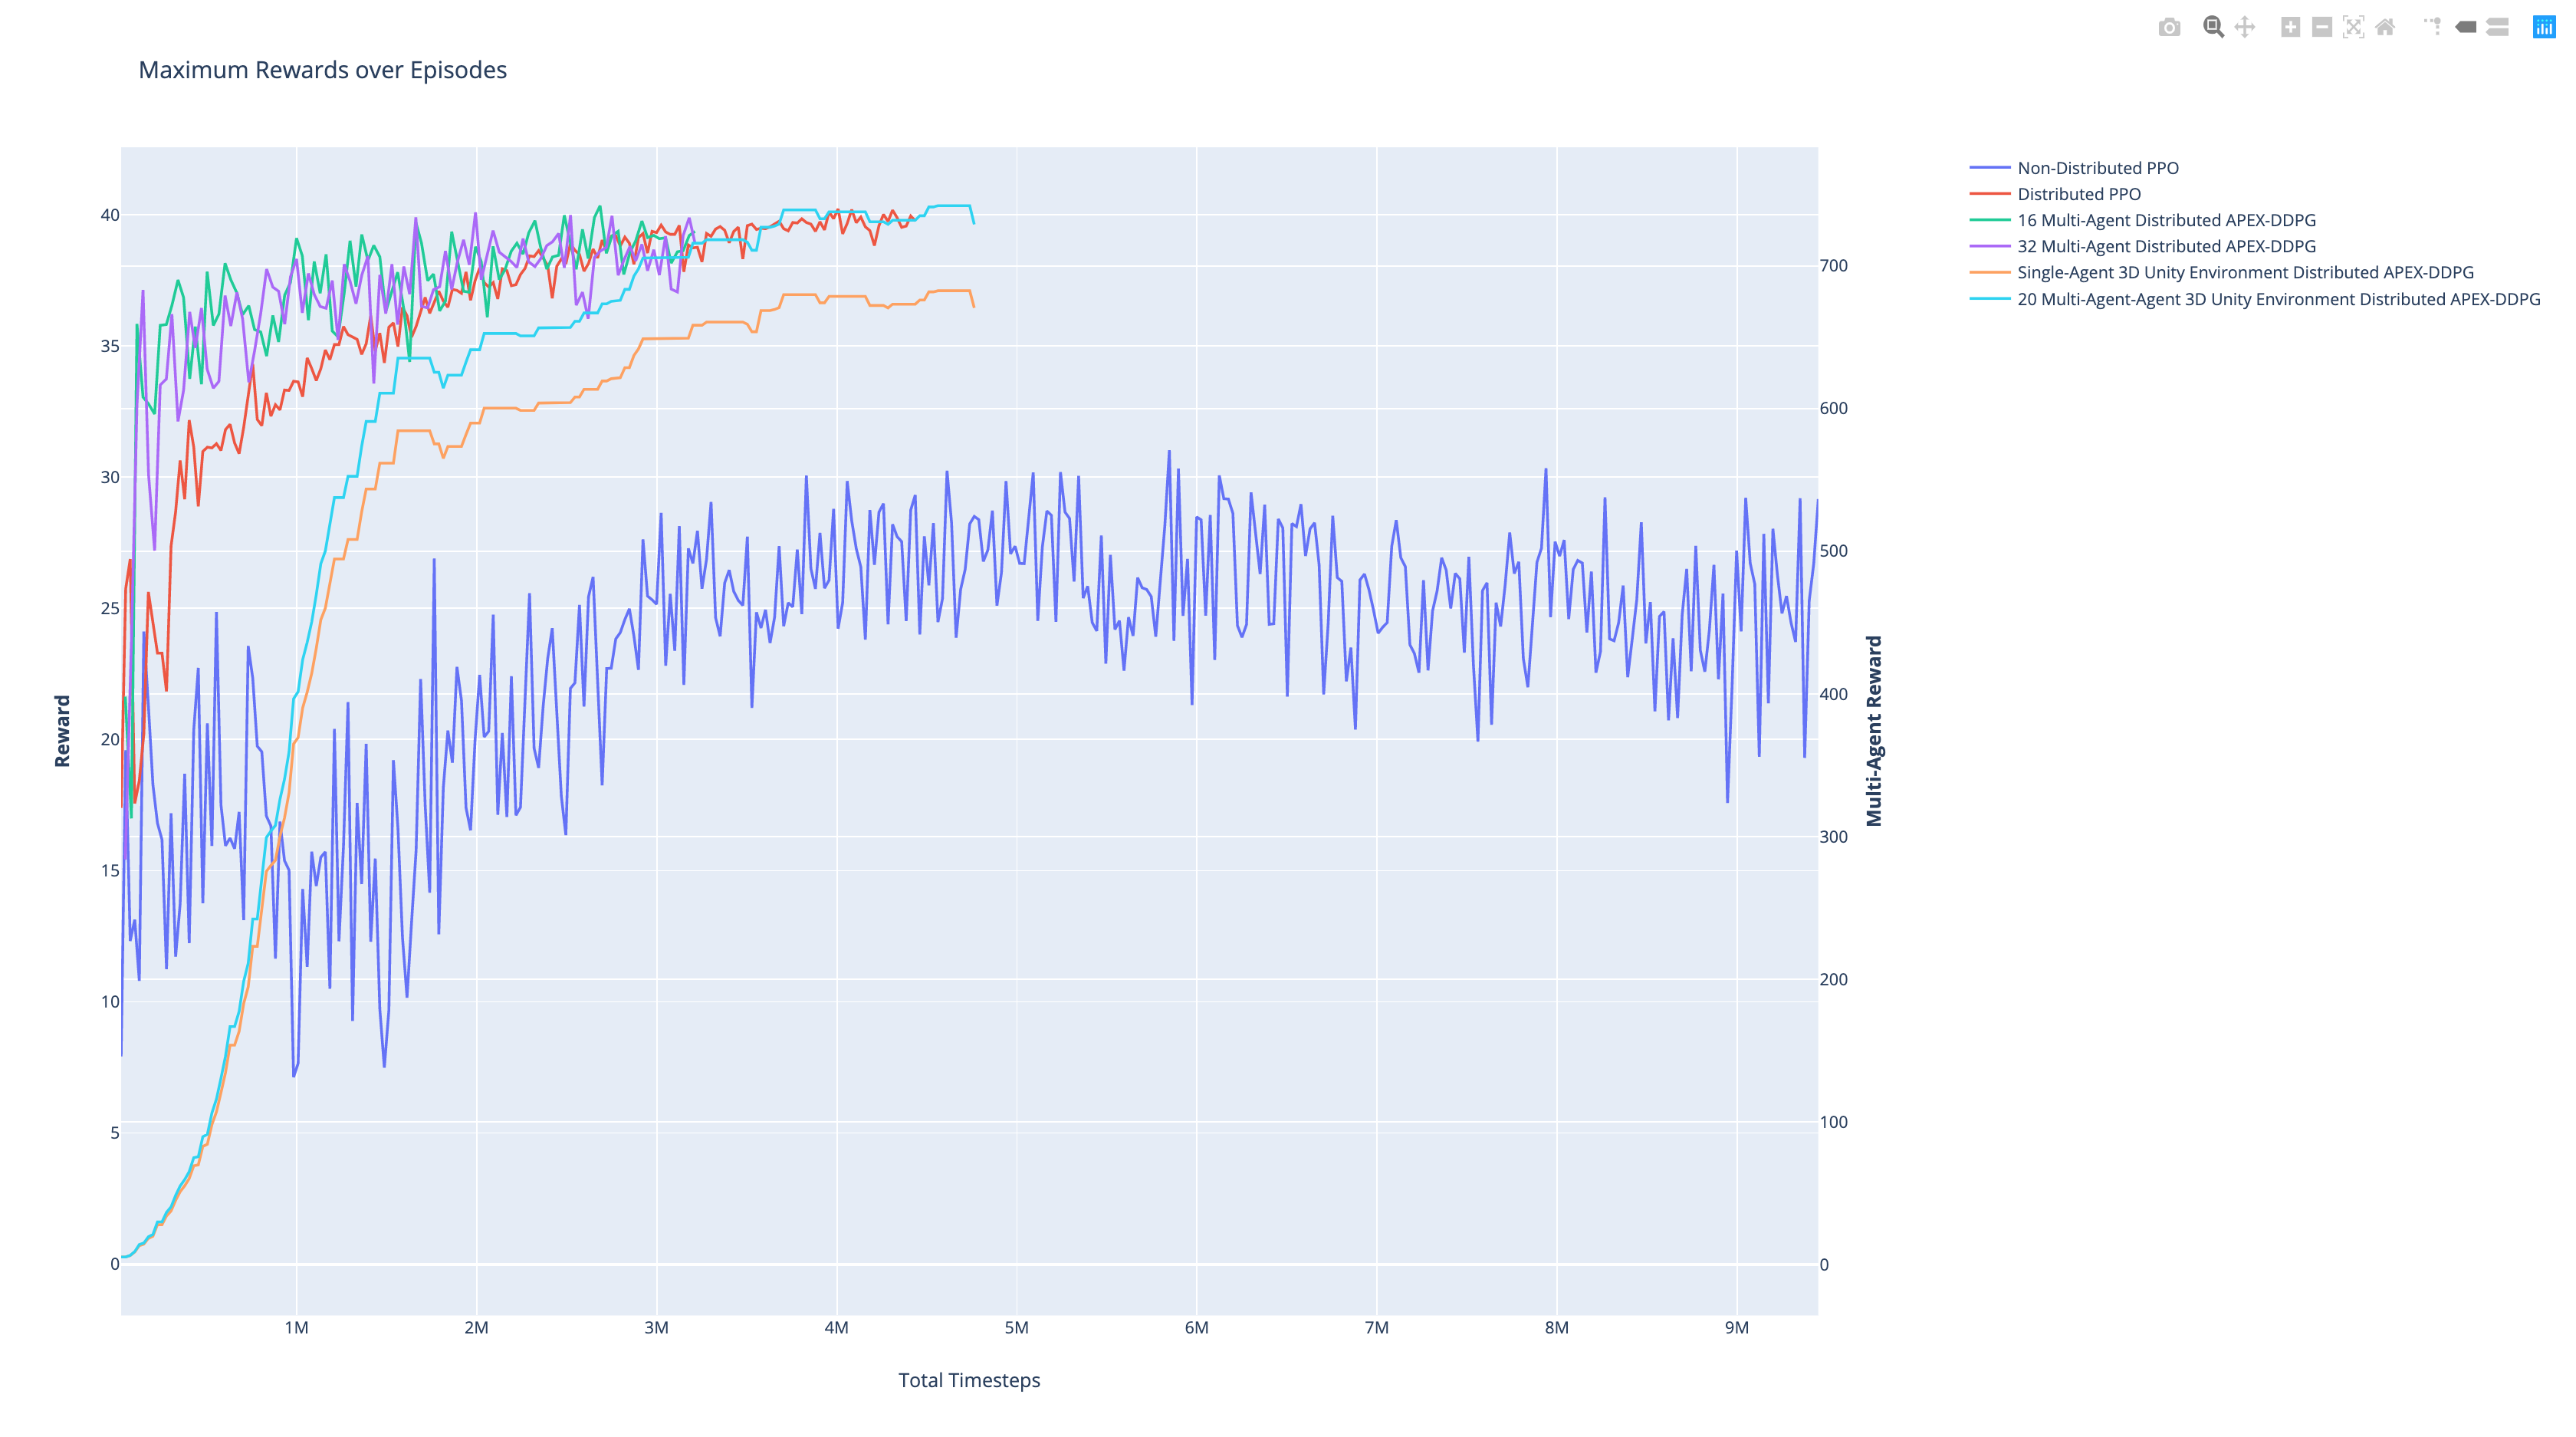 Maximum Rewards over Episodes
Non-Distributed PPO
Distributed PPO
16 Multi-Agent Distributed APEX-DDPG
32 Multi-Agent Distributed APEX-DDPG
Single-Agent 3D Unity Environment Distributed APEX-DDPG
20 Multi-Agent-Agent 3D Unity Environment Distributed APEX-DDPG
40
35
30
25
20
15
10
5
0
Reward
700
600
500
400
300
200
100
0
Multi-Agent Reward
1M 2M 3M 4M 5M 6M 7M 8M 9M
Total Timesteps